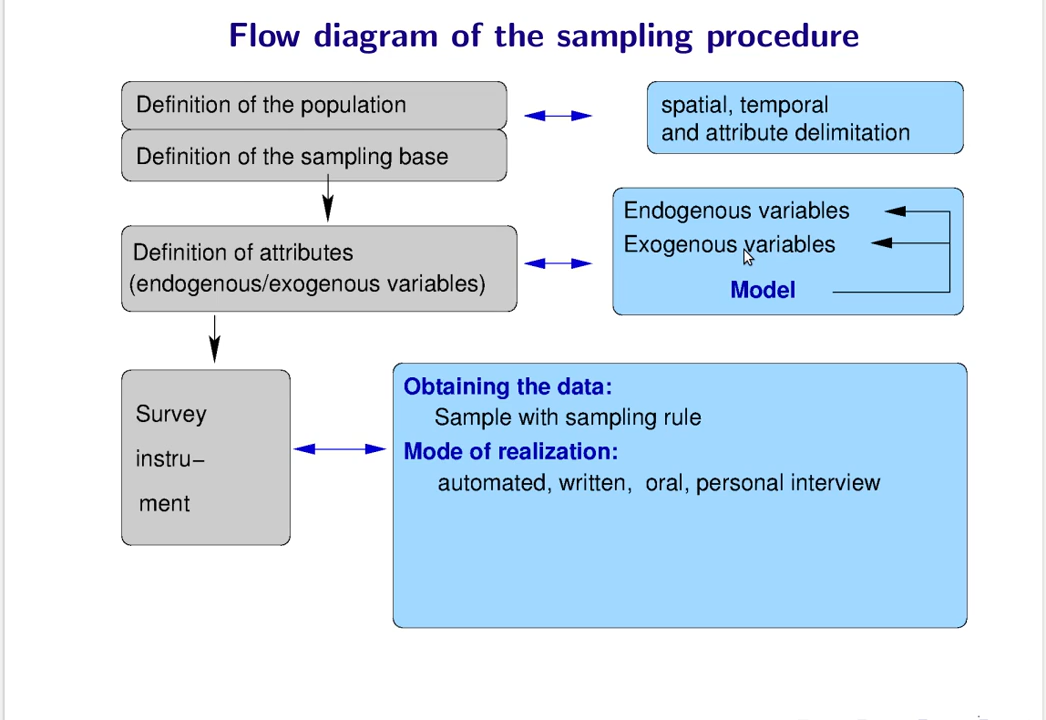 Flow diagram of the sampling procedure
Definition of the population
Definition of the sampling base
spatial, temporal
and attribute delimitation
Definition of attributes
(endogenous/exogenous variables)
Endogenous variables
Exogenous variables
Model
Survey
instru–
ment
Obtaining the data:
Sample with sampling rule
Mode of realization:
automated, written, oral, personal interview